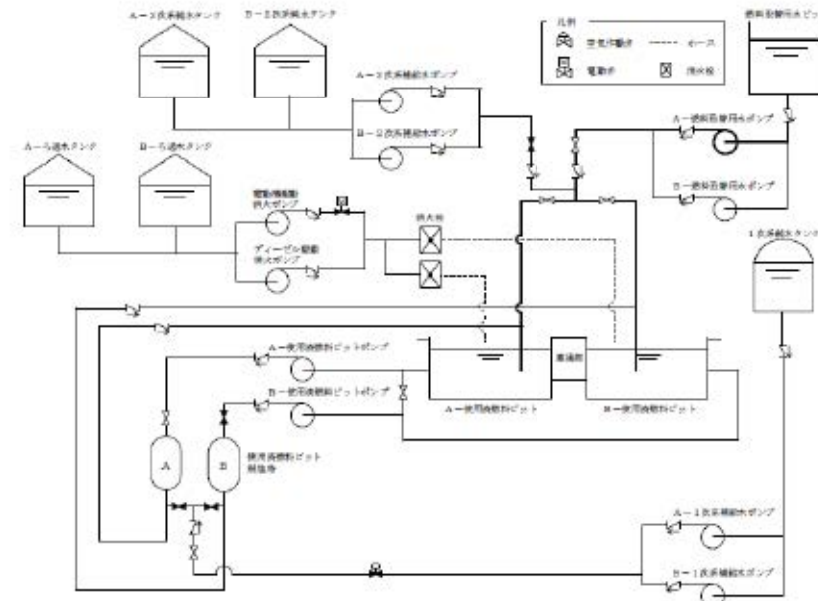 A-2次系純水タンク
B-2次系純水タンク
凡例
空気作動弁
ホース
電動弁
消火栓
燃料取替用水ピット
A-2次系補給水ポンプ
B-2次系補給水ポンプ
A-燃料取替用水ポンプ
B-燃料取替用水ポンプ
A-ろ過水タンク
B-ろ過水タンク
電動機駆動
消火ポンプ
ディーゼル駆動
消火ポンプ
消火栓
1次系純水タンク
A-使用済燃料ピットポンプ
B-使用済燃料ピットポンプ
A-使用済燃料ピット
B-使用済燃料ピット
A
B
使用済燃料ピット
A-1次系補給水ポンプ
B-1次系補給水ポンプ